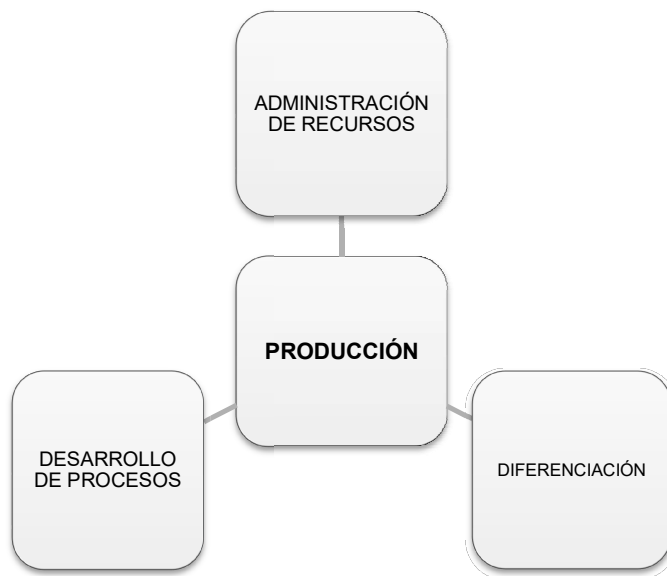 ADMINISTRACIÓN
DE RECURSOS
PRODUCCIÓN
DESARROLLO
DE PROCESOS
DIFERENCIACIÓN